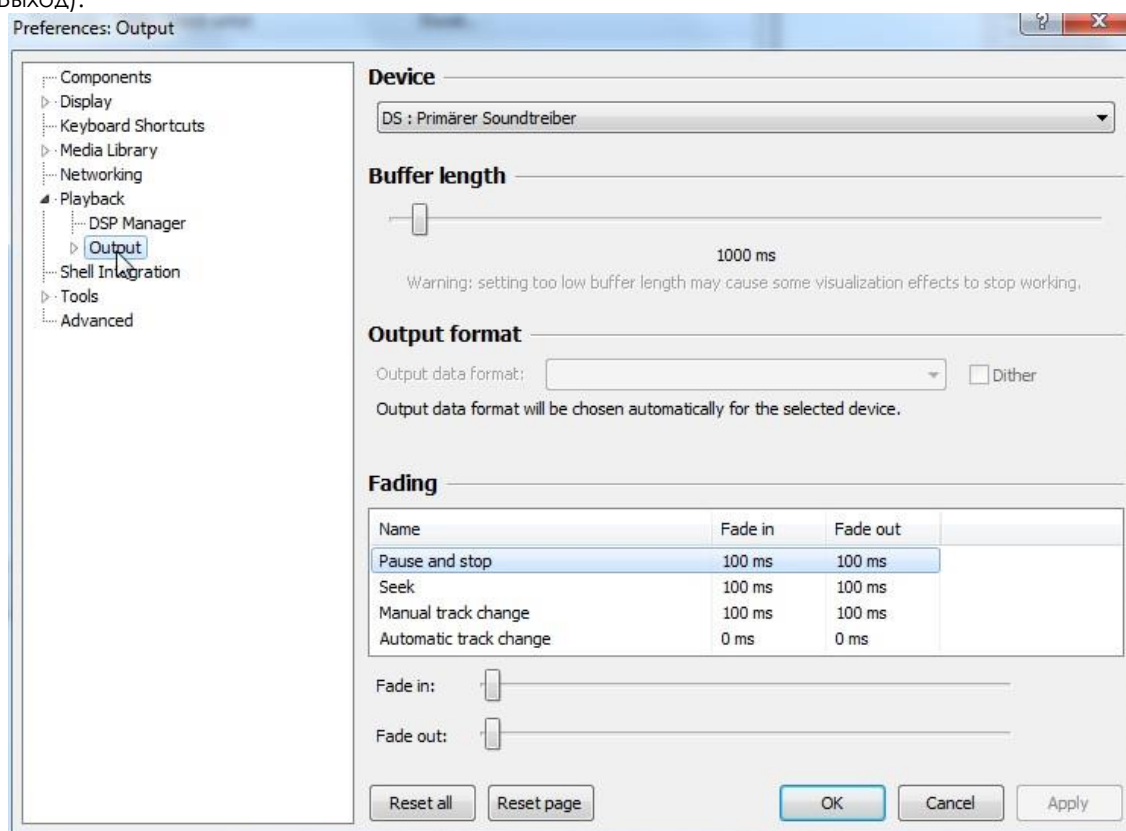 ВЫХОД).
Preferences: Output
Components
Display
Keyboard Shortcuts
Media Library
Networking
Playback
DSP Manager
Output
Shell Integration
Tools
Advanced
Device
DS : Primärer Soundtreiber
Buffer length
1000 ms
Warning: setting too low buffer length may cause some visualization effects to stop working.
Output format
Output data format:
Dither
Output data format will be chosen automatically for the selected device.
Fading
Name Fade in Fade out
Pause and stop 100 ms 100 ms
Seek 100 ms 100 ms
Manual track change 100 ms 100 ms
Automatic track change 0 ms 0 ms
Fade in:
Fade out:
Reset all Reset page OK Cancel Apply